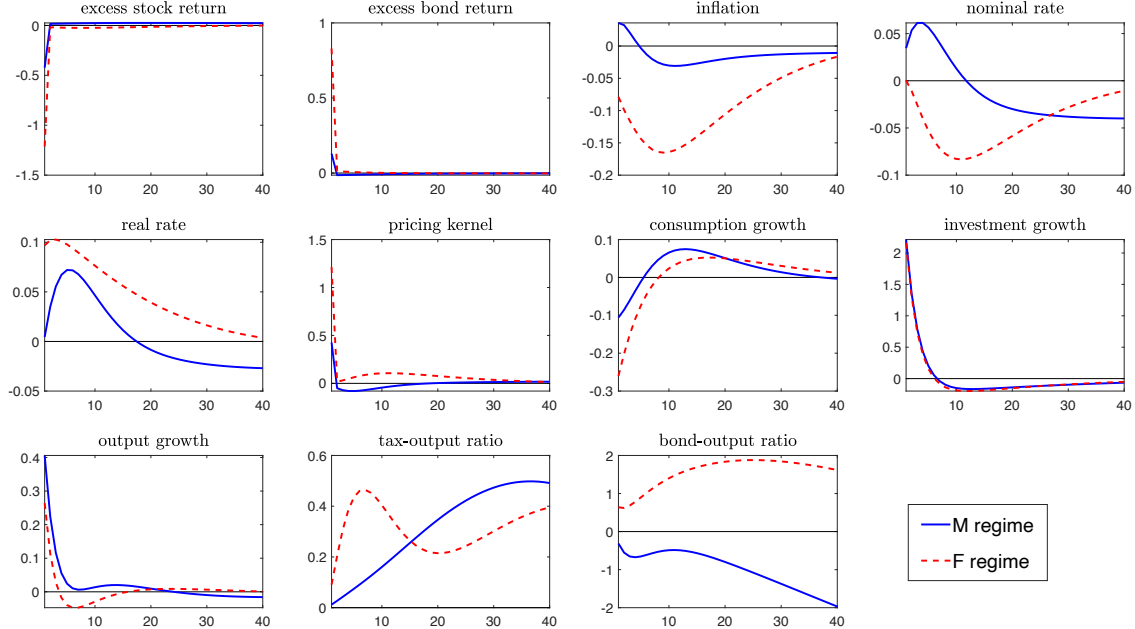 excess stock return
0
-0.5
-1
-1.5
10 20 30 40
excess bond return
1
0.5
0
10 20 30 40
inflation
0
-0.05
-0.1
-0.15
-0.2
10 20 30 40
nominal rate
0.05
0
-0.05
-0.1
10 20 30 40
real rate
0.1
0.05
0
-0.05
10 20 30 40
pricing kernel
1.5
1
0.5
0
10 20 30 40
consumption growth
0.1
0
-0.1
-0.2
-0.3
10 20 30 40
investment growth
2
1.5
1
0.5
0
10 20 30 40
output growth
0.4
0.3
0.2
0.1
0
10 20 30 40
tax-output ratio
0.6
0.4
0.2
0
10 20 30 40
bond-output ratio
2
1
0
-1
-2
10 20 30 40
M regime
F regime